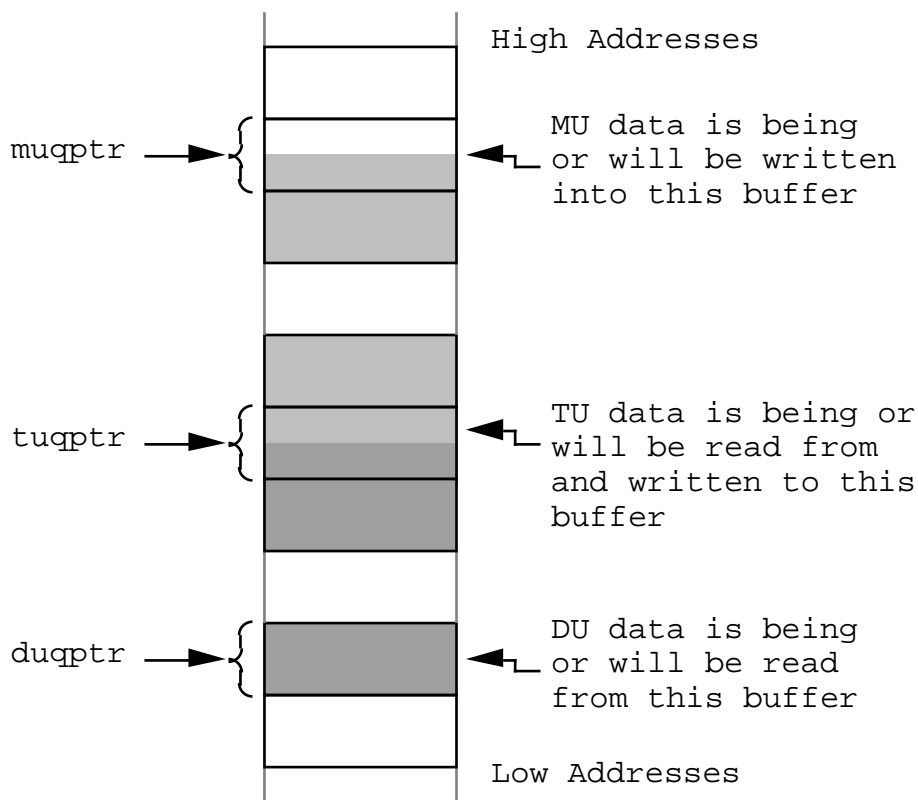 High Addresses
muqptr
MU data is being
or will be written
into this buffer
tuqptr
TU data is being or
will be read from
and written to this
buffer
duqptr
DU data is being
or will be read
from this buffer
Low Addresses